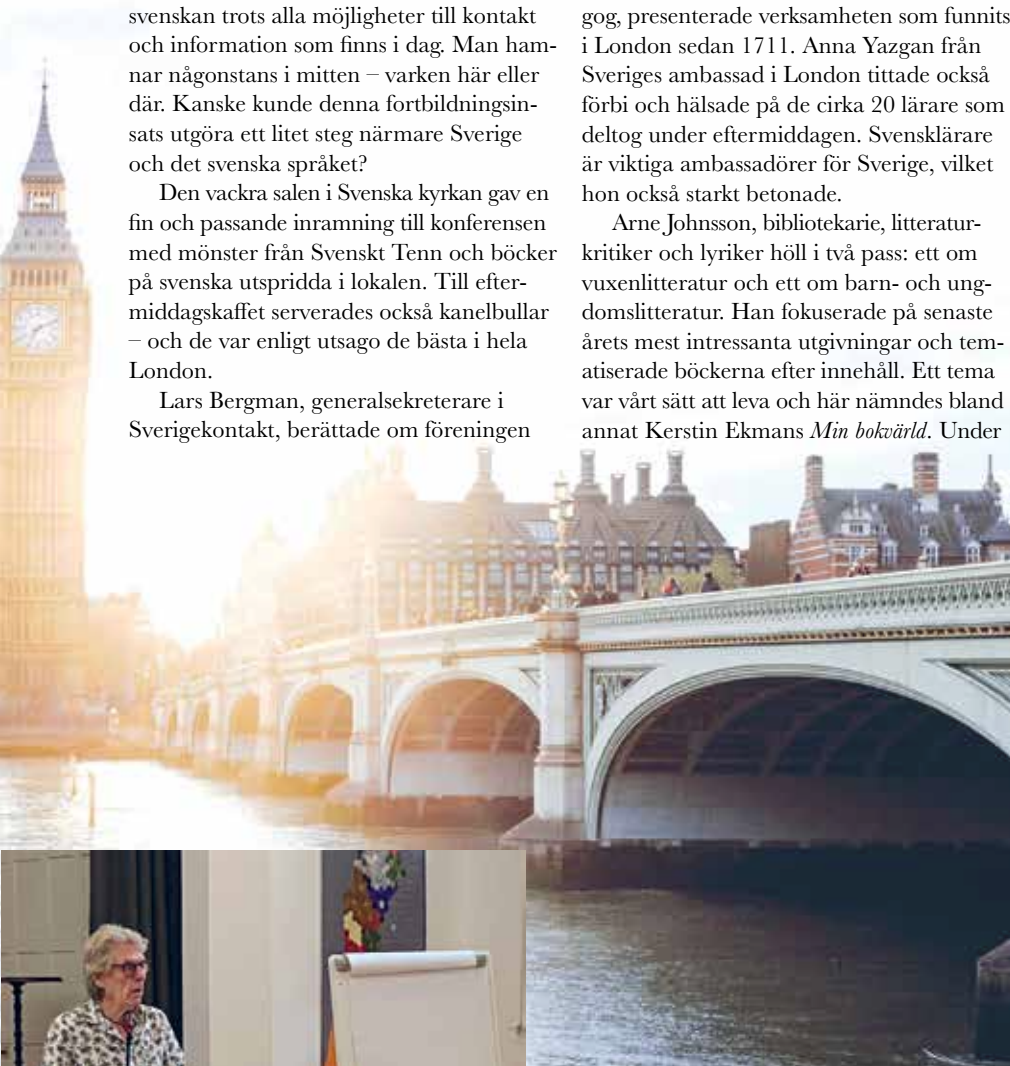 svenskan trots alla möjligheter till kontakt
och information som finns i dag. Man ham-
nar någonstans i mitten – varken här eller
där. Kanske kunde denna fortbildningsin-
sats utgöra ett litet steg närmare Sverige
och det svenska språket?
Den vackra salen i Svenska kyrkan gav en
fin och passande inramning till konferensen
med mönster från Svenskt Tenn och böcker
på svenska utspridda i lokalen. Till efter-
middagskaffet serverades också kanelbullar
– och de var enligt utsago de bästa i hela
London.
Lars Bergman, generalsekreterare i
Sverigekontakt, berättade om föreningen
gog, presenterade verksamheten som funnits
i London sedan 1711. Anna Yazgan från
Sveriges ambassad i London tittade också
förbi och hälsade på de cirka 20 lärare som
deltog under eftermiddagen. Svensklärare
är viktiga ambassadörer för Sverige, vilket
hon också starkt betonade.
Arne Johnsson, bibliotekarie, litteratur-
kritiker och lyriker höll i två pass: ett om
vuxenlitteratur och ett om barn- och ung-
domslitteratur. Han fokuserade på senaste
årets mest intressanta utgivningar och tem-
atiserade böckerna efter innehåll. Ett tema
var vårt sätt att leva och här nämndes bland
annat Kerstin Ekmans Min bokvärld. Under